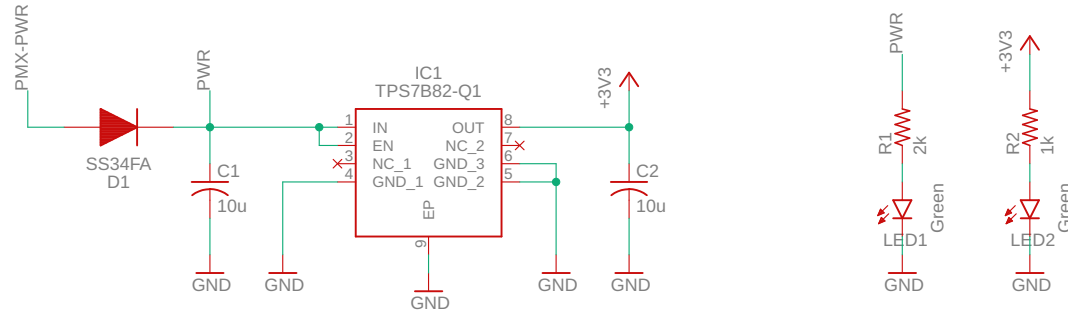 PMX-PWR
SS34FA
D1
PWR
C1
10u
GND
GND
IC1
TPS7B82-Q1
1 IN OUT 8
2 EN NC_2 7
3 NC_1 GND_3 6
4 GND_1 GND_2 5
EP
9
GND
GND
+3V3
C2
10u
GND
PWR
R1
2k
Green
LED1
GND
+3V3
R2
1k
Green
LED2
GND